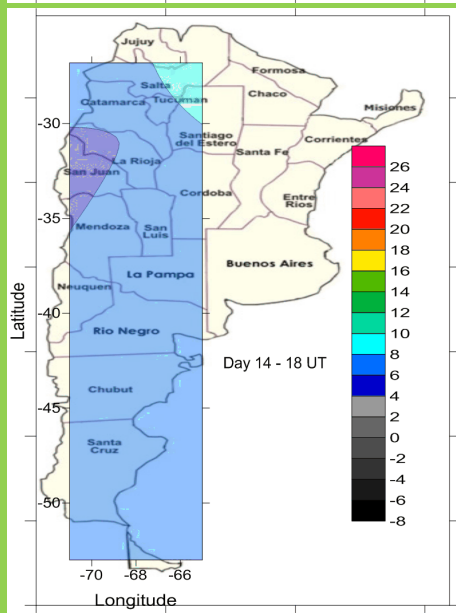 Jujuy
Formosa
Salta
Chaco
Catamarca
Tucuman
Misiones
-30
Santiago
del Estero
Corrientes
Santa Fe
La Rioja
San Juan
Cordoba
Entre
Rios
-35
Mendoza
San
Luis
Buenos Aires
La Pampa
Neuquen
-40
Rio Negro
Day 14 - 18 UT
Chubut
-45
Santa
Cruz
-50
-70
-68
-66
Latitude
Longitude
26
24
22
20
18
16
14
12
10
8
6
4
2
0
-2
-4
-6
-8